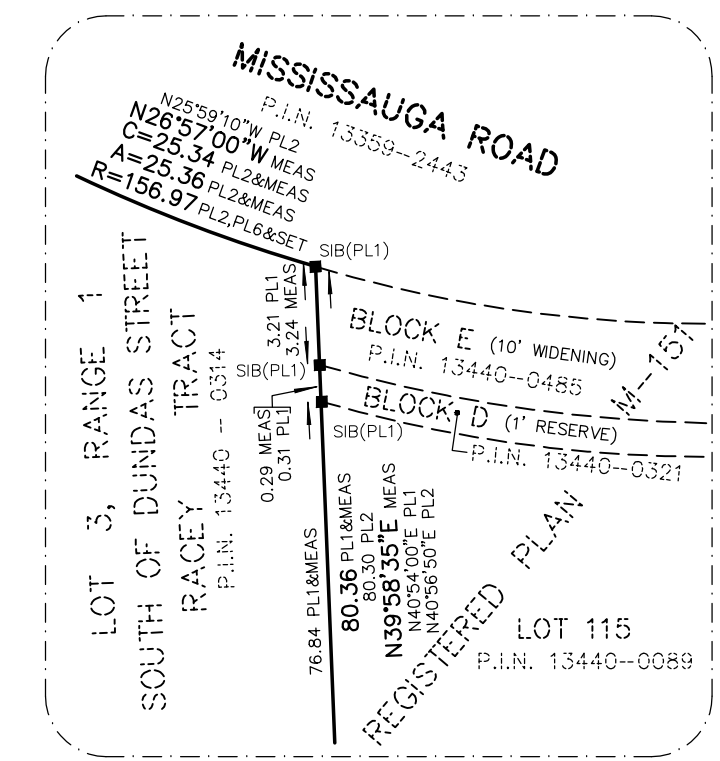 MISSISSAUGA ROAD
P.I.N. 13359--2443
N25°59'10"W PL2
N26°57'00"W MEAS
C=25.34 PL2&MEAS
A=25.36 PL2&MEAS
R=156.97 PL2,PL6&SET
SIB(PL1)
3.21 PL1
3.24 MEAS
BLOCK E (10' WIDENING)
P.I.N. 13440--0485
M-151
SIB(PL1)
BLOCK D (1' RESERVE)
P.I.N. 13440--0321
SIB(PL1)
0.29 MEAS
0.31 PL1
LOT 3, RANGE 1
SOUTH OF DUNDAS STREET
RACEY TRACT
P.I.N. 13440 -- 0314
76.84 PL1&MEAS
80.36 PL1&MEAS
80.30 PL2
N39°58'35"E MEAS
N40°54'00"E PL1
N40°56'50"E PL2
REGISTERED PLAN
LOT 115
P.I.N. 13440--0089